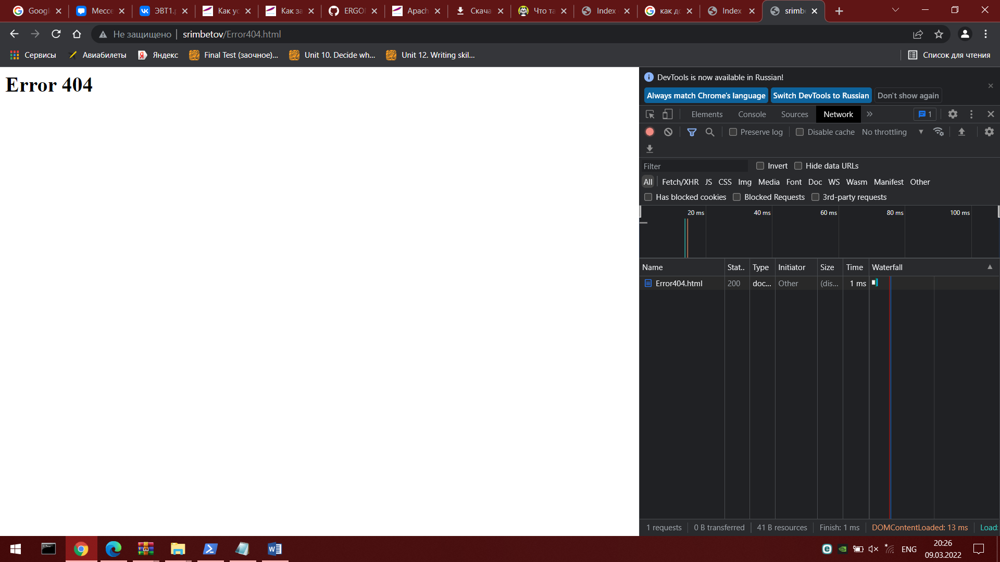 Googl
Мессе
ЭВТ1.р
Как ус
Как за
ERGOI
Apach
Скача
Что та
Index
как до
Index
srimbe
Не защищено | srimbetov/Error404.html
Сервисы
Авиабилеты
Яндекс
Final Test (заочное)...
Unit 10. Decide wh...
Unit 12. Writing skil...
Список для чтения
Error 404
DevTools is now available in Russian!
Always match Chrome's language
Switch DevTools to Russian
Don't show again
Elements
Console
Sources
Network
1
Preserve log
Disable cache
No throttling
Filter
Invert
Hide data URLs
All
Fetch/XHR
JS
CSS
Img
Media
Font
Doc
WS
Wasm
Manifest
Other
Has blocked cookies
Blocked Requests
3rd-party requests
20 ms
40 ms
60 ms
80 ms
100 ms
Name
Stat..
Type
Initiator
Size
Time
Waterfall
Error404.html
200
doc...
Other
(dis...
1 ms
1 requests
0 B transferred
41 B resources
Finish: 1 ms
DOMContentLoaded: 13 ms
Load:
ENG
20:26
09.03.2022